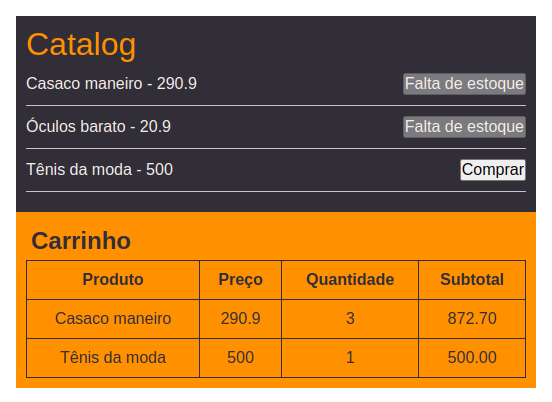 Catalog
Casaco maneiro - 290.9 Falta de estoque
Óculos barato - 20.9 Falta de estoque
Tênis da moda - 500 Comprar
Carrinho
Produto Preço Quantidade Subtotal
Casaco maneiro 290.9 3 872.70
Tênis da moda 500 1 500.00